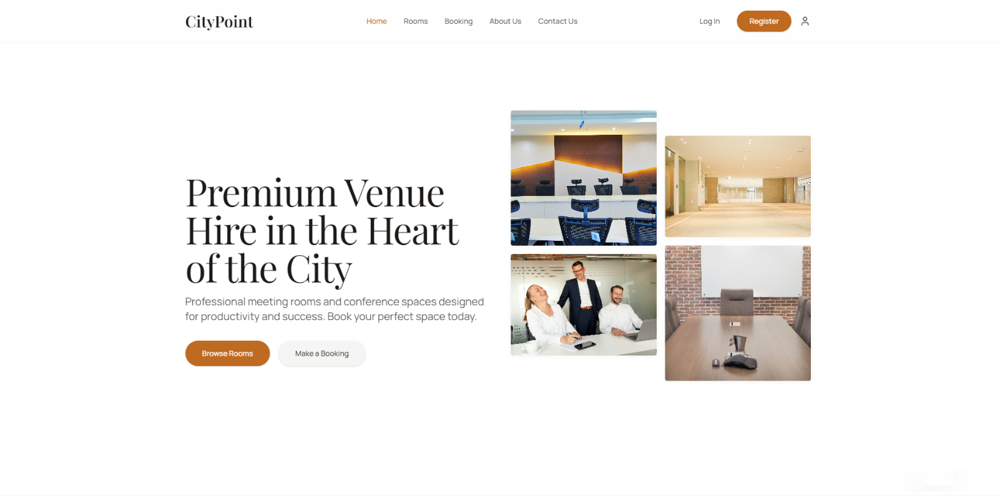 CityPoint
Home
Rooms
Booking
About Us
Contact Us
Log In
Register
Premium Venue
Hire in the Heart
of the City
Professional meeting rooms and conference spaces designed
for productivity and success. Book your perfect space today.
Browse Rooms
Make a Booking